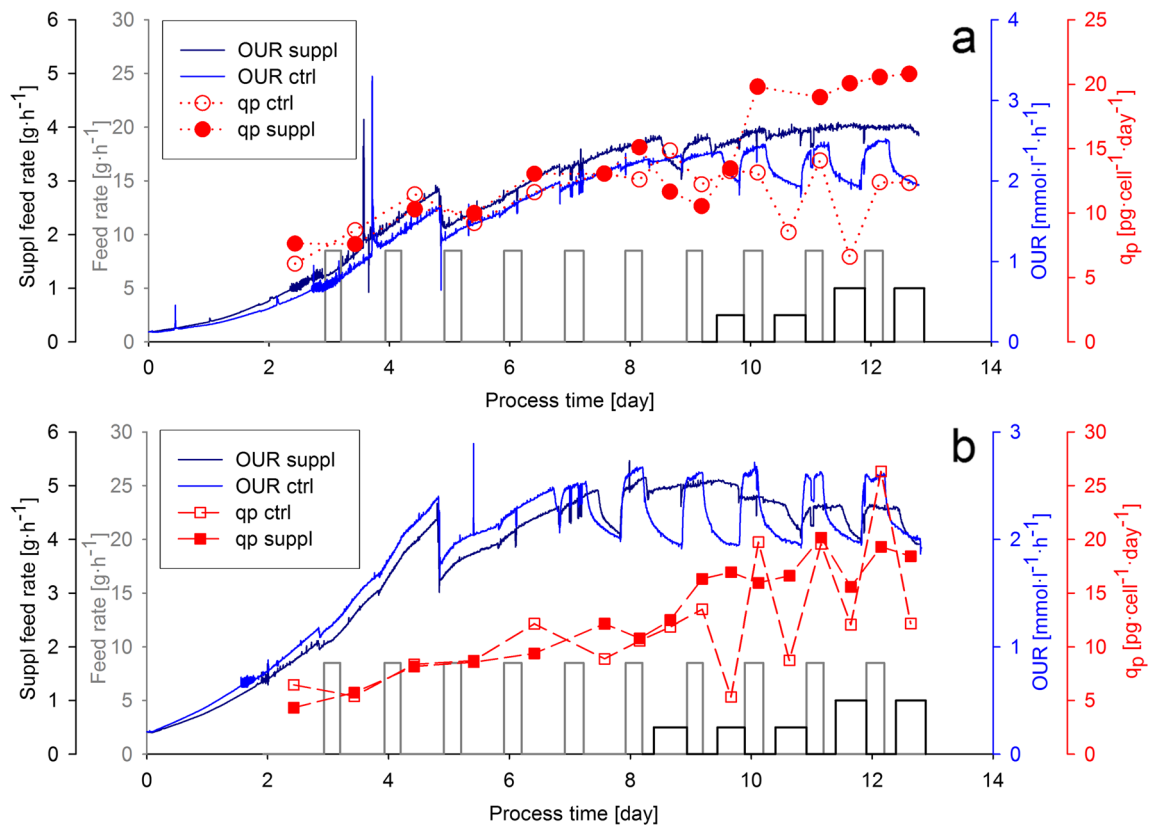 a
OUR suppl
OUR ctrl
qp ctrl
qp suppl
Suppl feed rate [g·h⁻¹]
6
5
4
3
2
1
0
Feed rate [g·h⁻¹]
30
25
20
15
10
5
0
OUR [mmol·l⁻¹·h⁻¹]
4
3
2
1
0
qp [pg·cell⁻¹·day⁻¹]
25
20
15
10
5
0
0 2 4 6 8 10 12 14
Process time [day]
b
OUR suppl
OUR ctrl
qp ctrl
qp suppl
Suppl feed rate [g·h⁻¹]
6
5
4
3
2
1
0
Feed rate [g·h⁻¹]
30
25
20
15
10
5
0
OUR [mmol·l⁻¹·h⁻¹]
3
2
1
0
qp [pg·cell⁻¹·day⁻¹]
30
25
20
15
10
5
0
0 2 4 6 8 10 12 14
Process time [day]